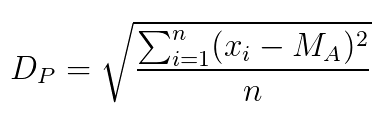 D_P = \sqrt{\frac{\sum_{i=1}^{n}(x_i - M_A)^2}{n}}